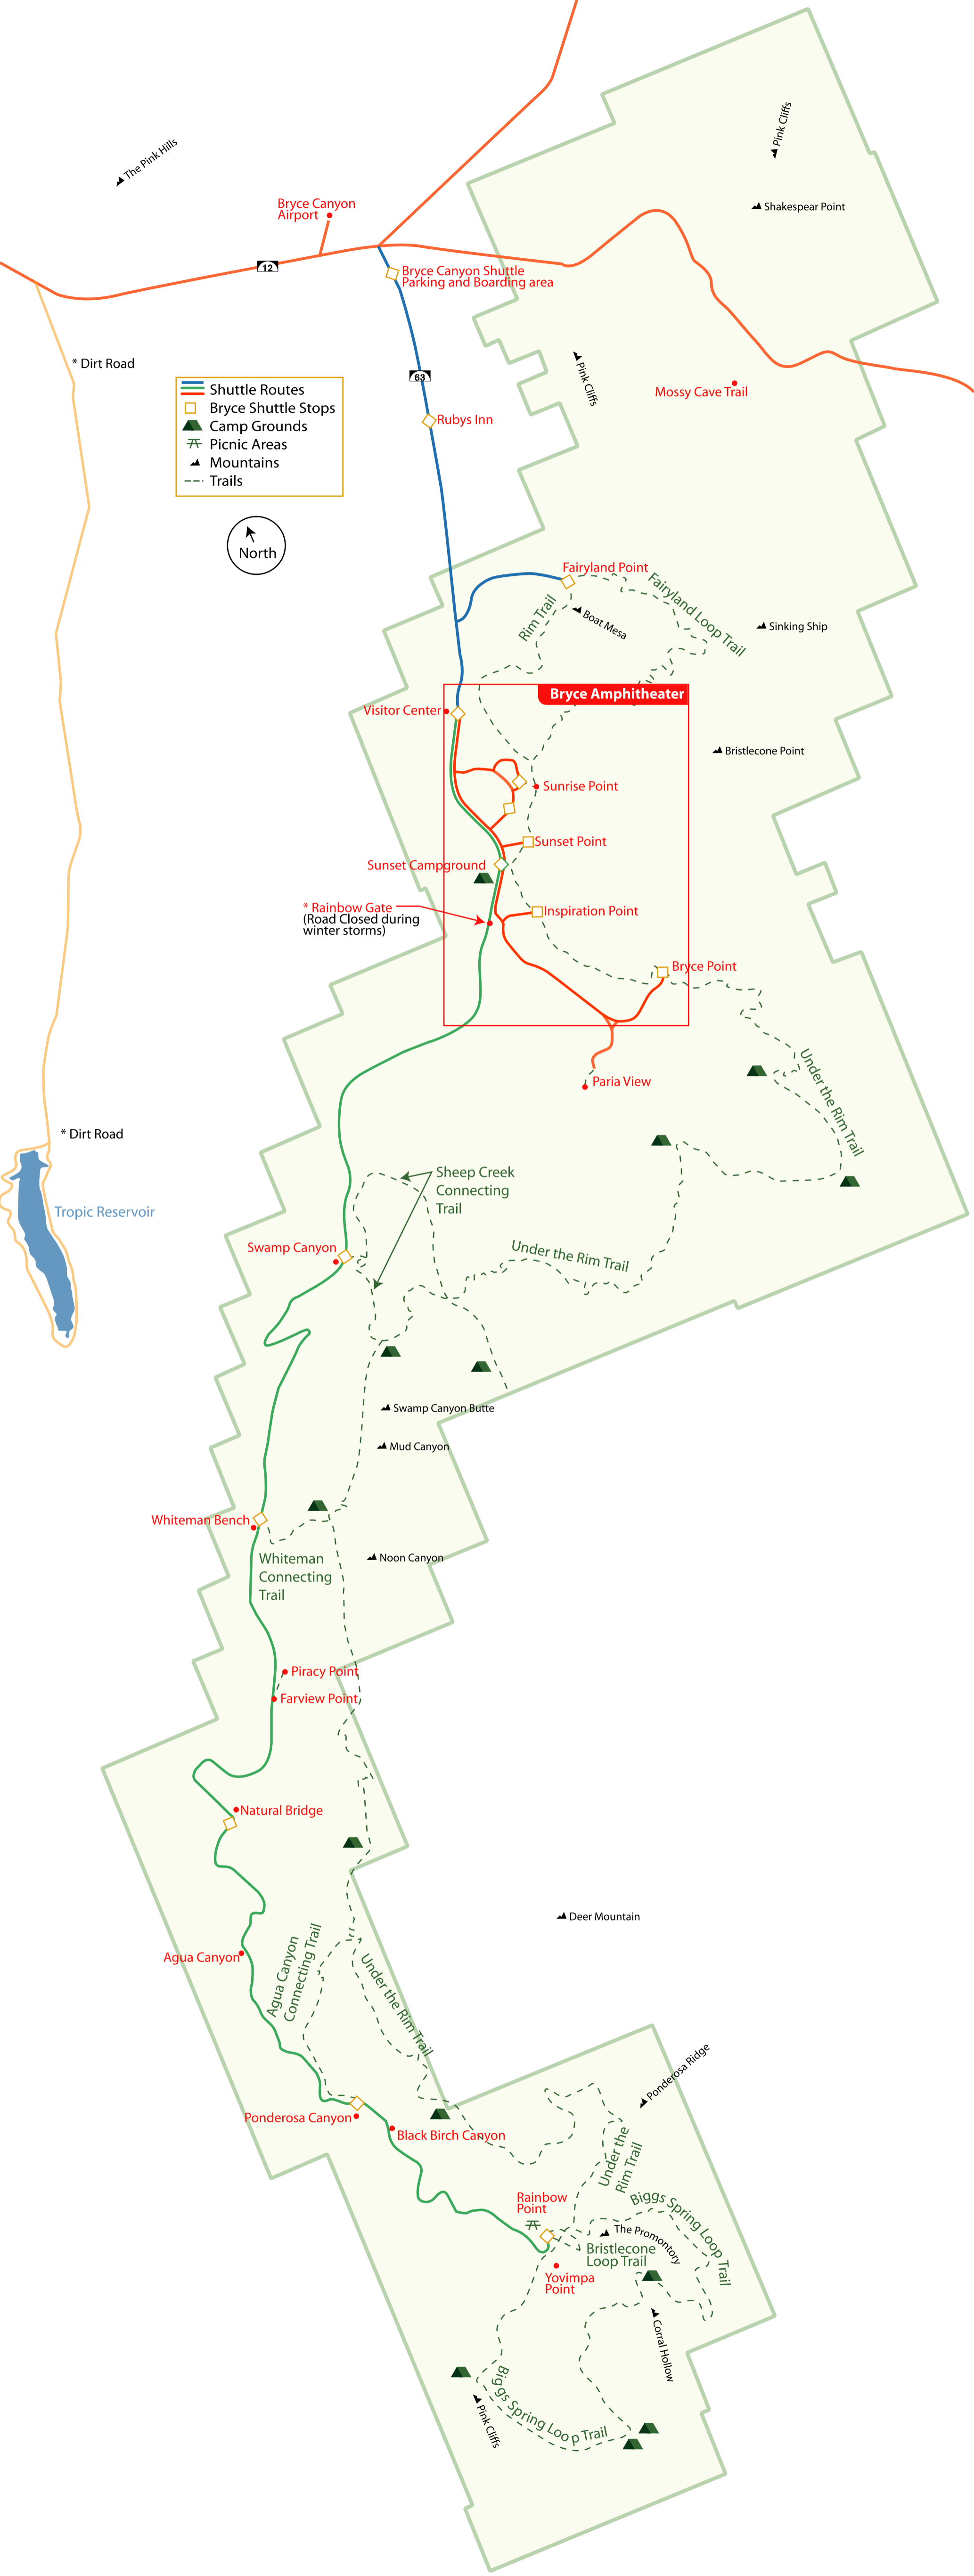 Pink Cliffs
The Pink Hills
Bryce Canyon
Airport
Shakespear Point
12
Bryce Canyon Shuttle
Parking and Boarding area
* Dirt Road
63
Pink Cliffs
Mossy Cave Trail
Shuttle Routes
Bryce Shuttle Stops
Camp Grounds
Picnic Areas
Mountains
Trails
Rubys Inn
North
Fairyland Point
Fairyland Loop Trail
Rim Trail
Boat Mesa
Sinking Ship
Bryce Amphitheater
Visitor Center
Bristlecone Point
Sunrise Point
Sunset Point
Sunset Campground
* Rainbow Gate
(Road Closed during
winter storms)
Inspiration Point
Bryce Point
Paria View
Under the Rim Trail
* Dirt Road
Tropic Reservoir
Sheep Creek
Connecting
Trail
Swamp Canyon
Under the Rim Trail
Swamp Canyon Butte
Mud Canyon
Whiteman Bench
Noon Canyon
Whiteman
Connecting
Trail
Piracy Point
Farview Point
Natural Bridge
Deer Mountain
Agua Canyon
Agua Canyon
Connecting Trail
Under the Rim Trail
Ponderosa Ridge
Ponderosa Canyon
Black Birch Canyon
Under the
Rim Trail
Rainbow
Point
Biggs Spring Loop Trail
The Promontory
Bristlecone
Loop Trail
Yovimpa
Point
Corral Hollow
Biggs Spring Loop Trail
Pink Cliffs